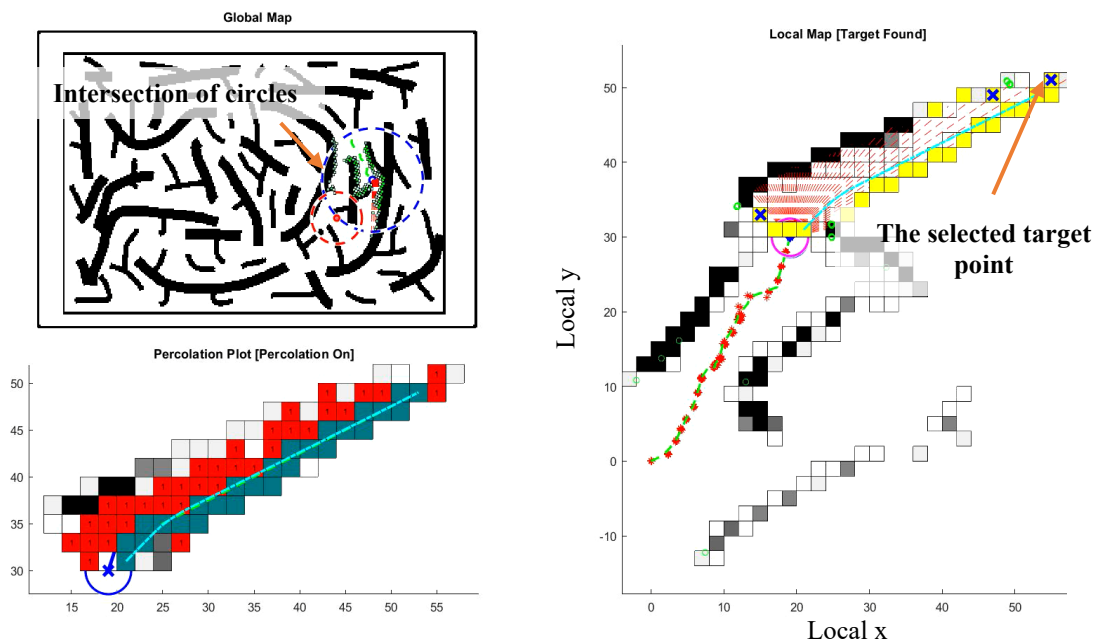 Global Map
Intersection of circles
Percolation Plot [Percolation On]
50
45
40
35
30
15 20 25 30 35 40 45 50 55
Local Map [Target Found]
50
40
30
20
10
0
-10
Local y
The selected target
point
0 10 20 30 40 50
Local x